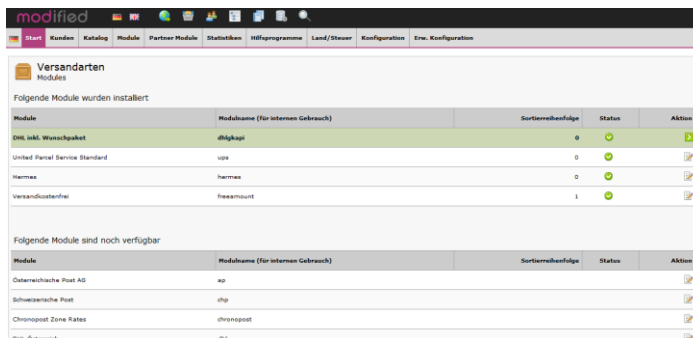 modified
Start Kunden Katalog Module Partner Module Statistiken Hilfsprogramme Land/Steuer Konfiguration Erw. Konfiguration
Versandarten
Modules
Folgende Module wurden installiert
Module Modulname (für internen Gebrauch) Sortierreihenfolge Status Aktion
DHL inkl. Wunschpaket dhlgkapi 0
United Parcel Service Standard ups 0
Hermes hermes 0
Versandkostenfrei freeamount 1
Folgende Module sind noch verfügbar
Module Modulname (für internen Gebrauch) Sortierreihenfolge Status Aktion
Österreichische Post AG ap
Schweizerische Post chp
Chronopost Zone Rates chronopost